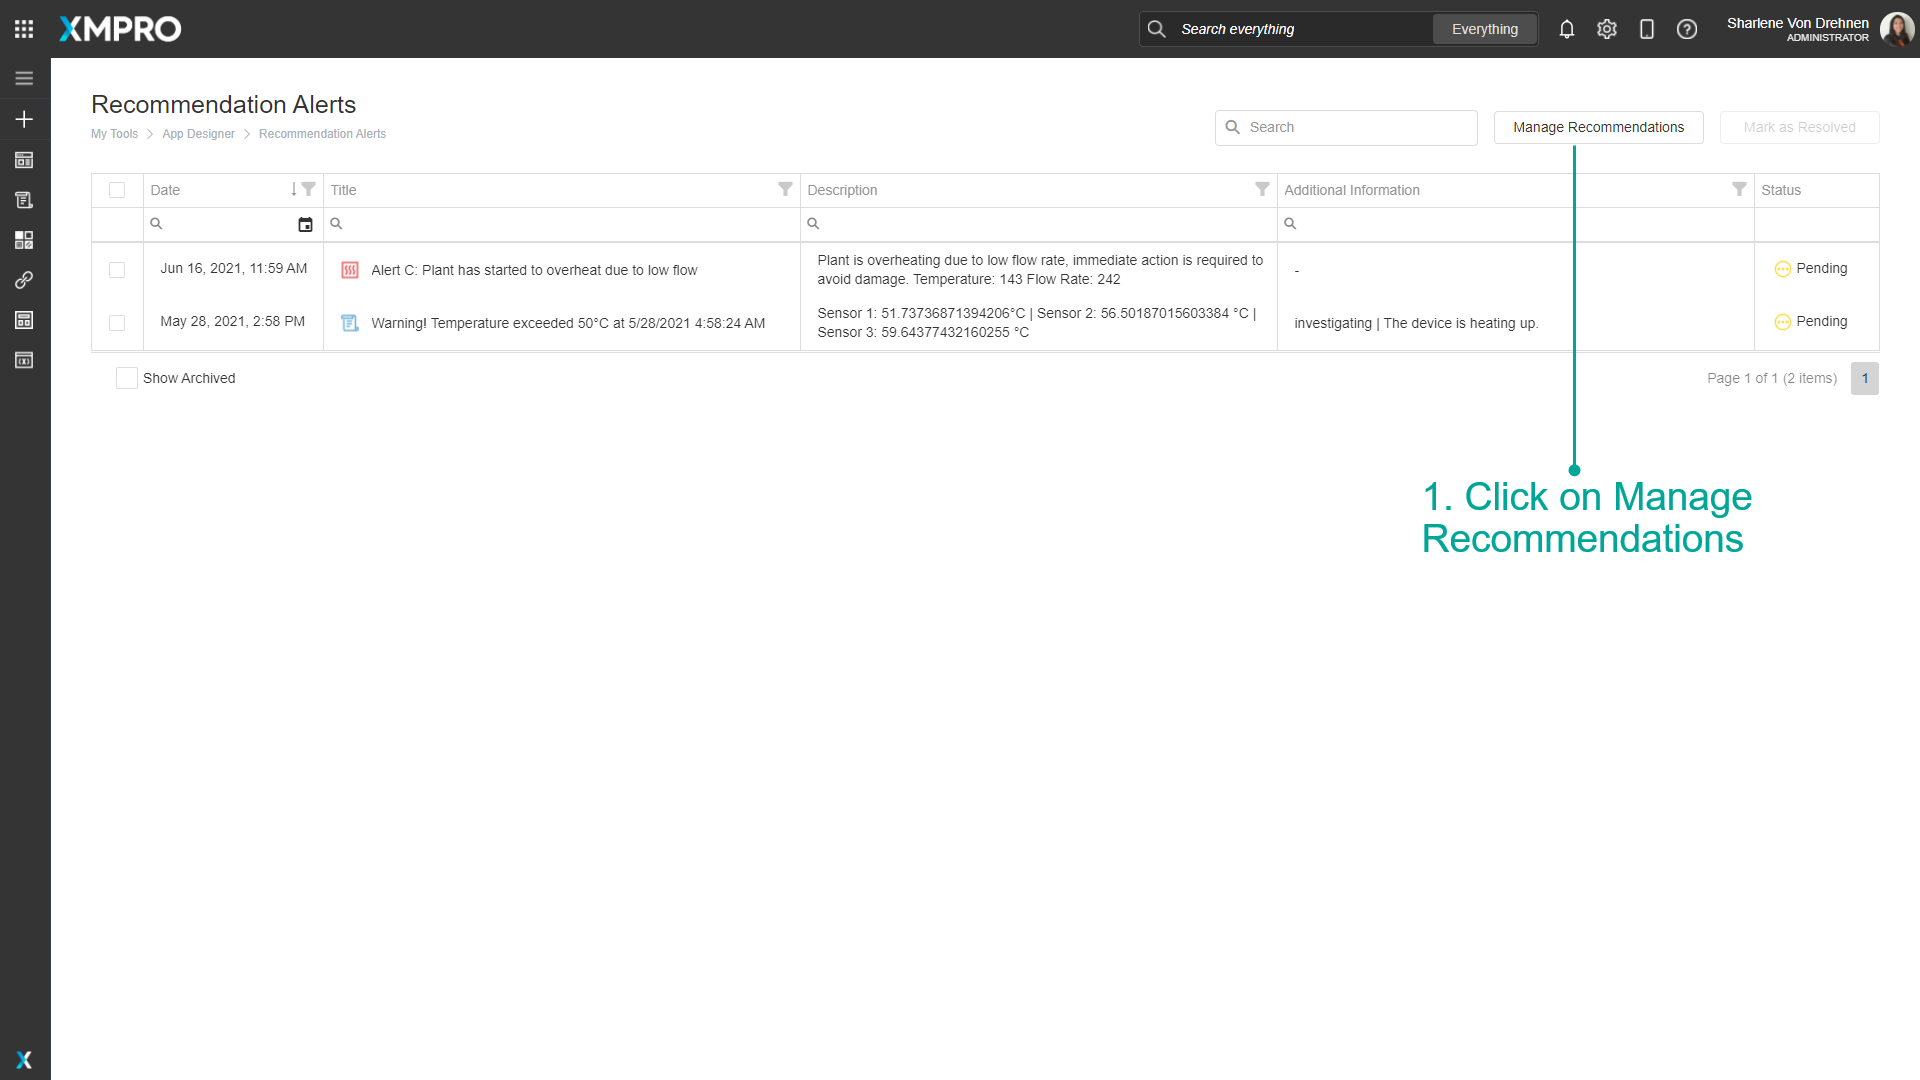 XMPRO
Search everything
Everything
Sharlene Von Drehnen
ADMINISTRATOR
Recommendation Alerts
My Tools
App Designer
Recommendation Alerts
Search
Manage Recommendations
Mark as Resolved
Date
Title
Description
Additional Information
Status
Jun 16, 2021, 11:59 AM
Alert C: Plant has started to overheat due to low flow
Plant is overheating due to low flow rate, immediate action is required to
avoid damage. Temperature: 143 Flow Rate: 242
-
Pending
May 28, 2021, 2:58 PM
Warning! Temperature exceeded 50°C at 5/28/2021 4:58:24 AM
Sensor 1: 51.73736871394206°C | Sensor 2: 56.50187015603384 °C |
Sensor 3: 59.64377432160255 °C
investigating | The device is heating up.
Pending
Show Archived
Page 1 of 1 (2 items)
1
1. Click on Manage
Recommendations